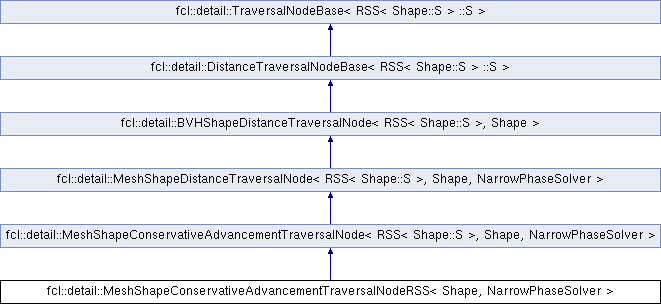 fcl::detail::TraversalNodeBase< RSS< Shape::S > ::S >
fcl::detail::DistanceTraversalNodeBase< RSS< Shape::S > ::S >
fcl::detail::BVHShapeDistanceTraversalNode< RSS< Shape::S >, Shape >
fcl::detail::MeshShapeDistanceTraversalNode< RSS< Shape::S >, Shape, NarrowPhaseSolver >
fcl::detail::MeshShapeConservativeAdvancementTraversalNode< RSS< Shape::S >, Shape, NarrowPhaseSolver >
fcl::detail::MeshShapeConservativeAdvancementTraversalNodeRSS< Shape, NarrowPhaseSolver >